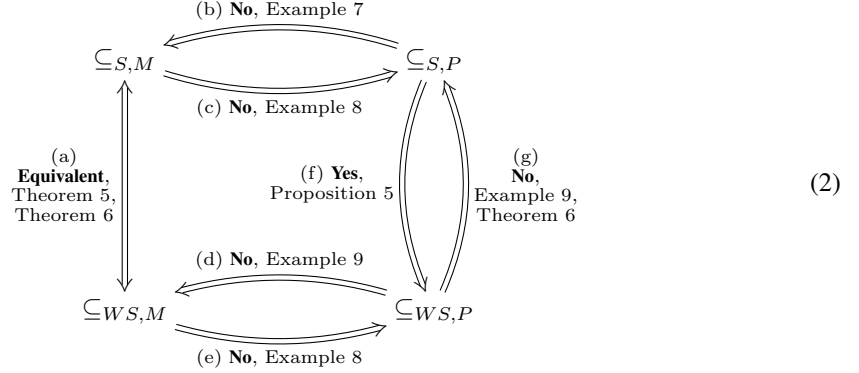 (b) No, Example 7
⊆S,M
⊆S,P
(c) No, Example 8
(a)
Equivalent,
Theorem 5,
Theorem 6
(f) Yes,
Proposition 5
(g)
No,
Example 9,
Theorem 6
(2)
(d) No, Example 9
⊆WS,M
⊆WS,P
(e) No, Example 8